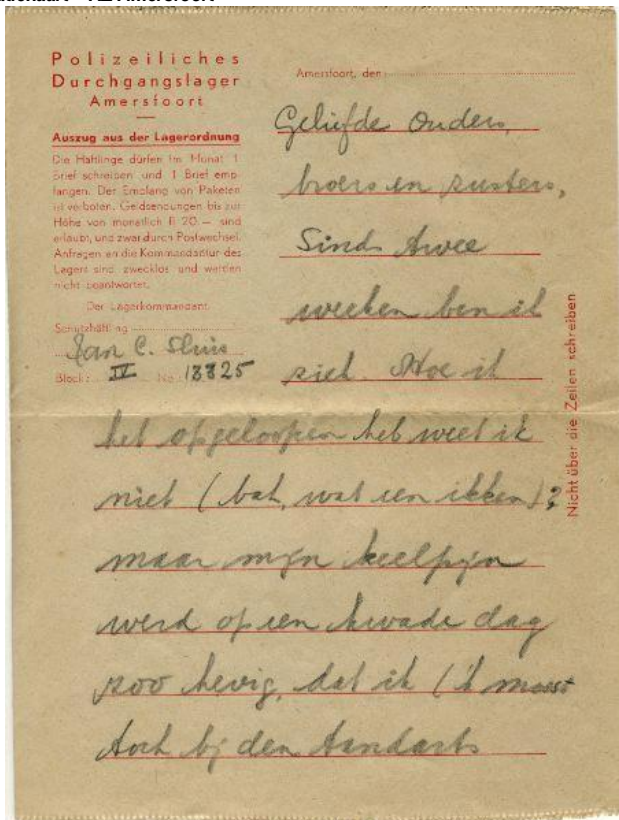 Polizeiliches
Durchgangslager
Amersfoort
Auszug aus der Lagerordnung
Die Häftlinge dürfen im Monat 1
Brief schreiben und 1 Brief emp-
fangen. Der Empfang von Paketen
ist verboten. Geldsendungen bis zur
Höhe von monatlich fl 20.— sind
erlaubt, und zwar durch Postwechsel.
Anfragen an die Kommandantur des
Lagers sind zwecklos und werden
nicht beantwortet.
Der Lagerkommandant.
Schutzhäftling
Jan C. Sluis
Block: IV No: 13825
Amersfoort, den
Geliefde Ouders,
broers en zusters,
Sinds twee
weeken ben ik
ziek. Hoe ik
het opgeloopen heb weet ik
niet (bah, wat een ikken)?
maar mijn keelpijn
werd op een kwade dag
zoo hevig, dat ik (ik moest
toch bij den tandarts
Nicht über die Zeilen schreiben